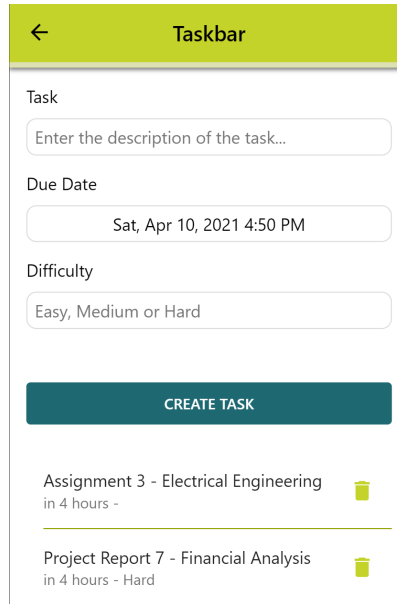 Taskbar
Task
Enter the description of the task...
Due Date
Sat, Apr 10, 2021 4:50 PM
Difficulty
Easy, Medium or Hard
CREATE TASK
Assignment 3 - Electrical Engineering
in 4 hours -
Project Report 7 - Financial Analysis
in 4 hours - Hard